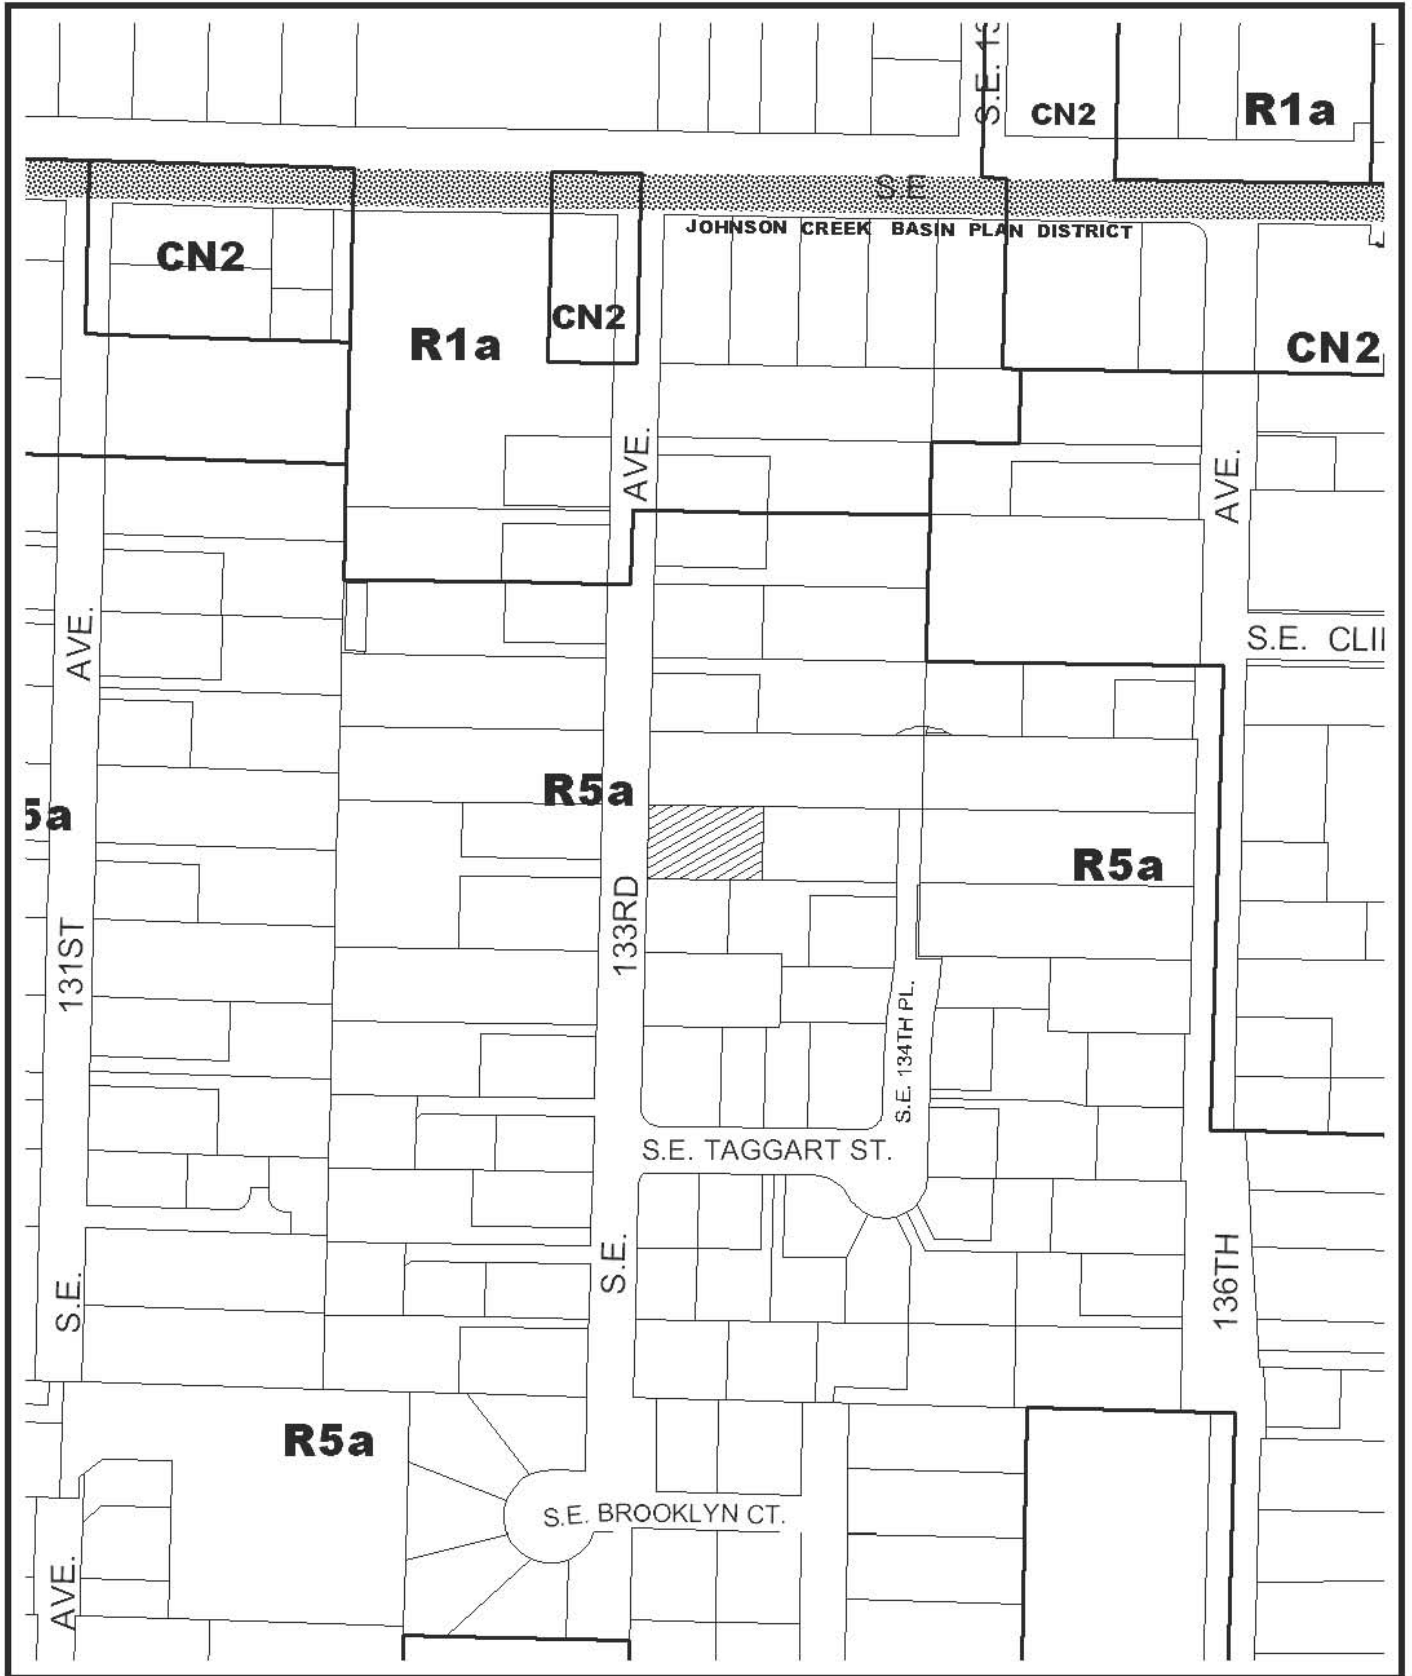 S.E. 13
CN2
R1a
S.E
JOHNSON CREEK BASIN PLAN DISTRICT
CN2
CN2
R1a
CN2
AVE.
AVE.
AVE.
S.E. CLI
R5a
5a
R5a
133RD
131ST
S.E. 134TH PL.
S.E. TAGGART ST.
S.E.
136TH
S.E.
R5a
S.E. BROOKLYN CT.
AVE.